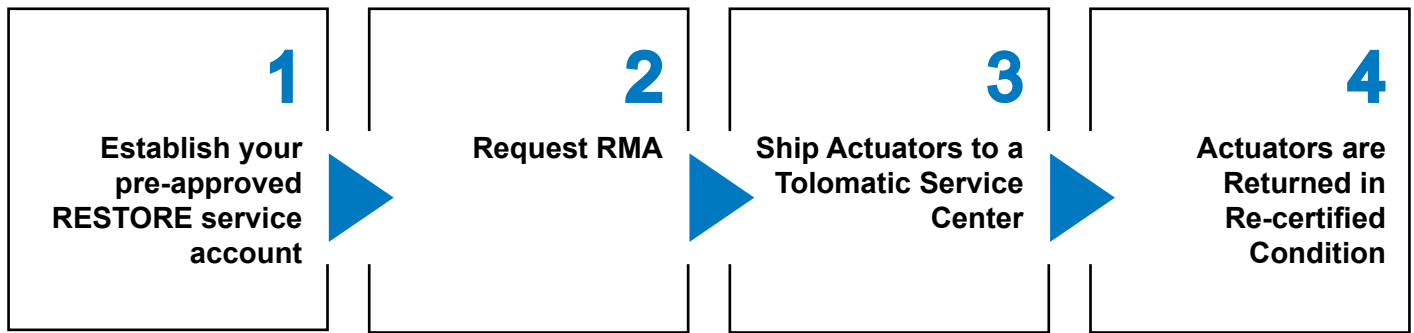 1
Establish your
pre-approved
RESTORE service
account
2
Request RMA
3
Ship Actuators to a
Tolomatic Service
Center
4
Actuators are
Returned in
Re-certified
Condition